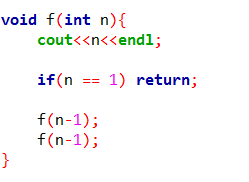 void f(int n){
    cout<<n<<endl;
    if(n == 1) return;
    f(n-1);
    f(n-1);
}